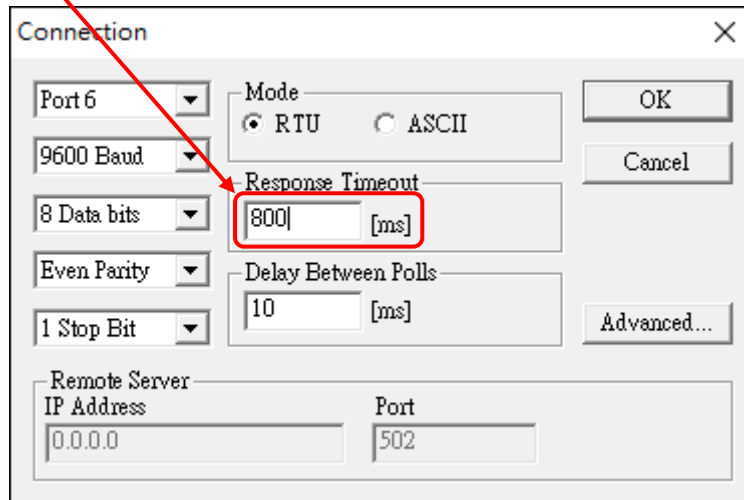 Connection
Port 6
9600 Baud
8 Data bits
Even Parity
1 Stop Bit
Mode
RTU ASCII
Response Timeout
800 [ms]
Delay Between Polls
10 [ms]
OK
Cancel
Advanced...
Remote Server
IP Address Port
0.0.0.0 502